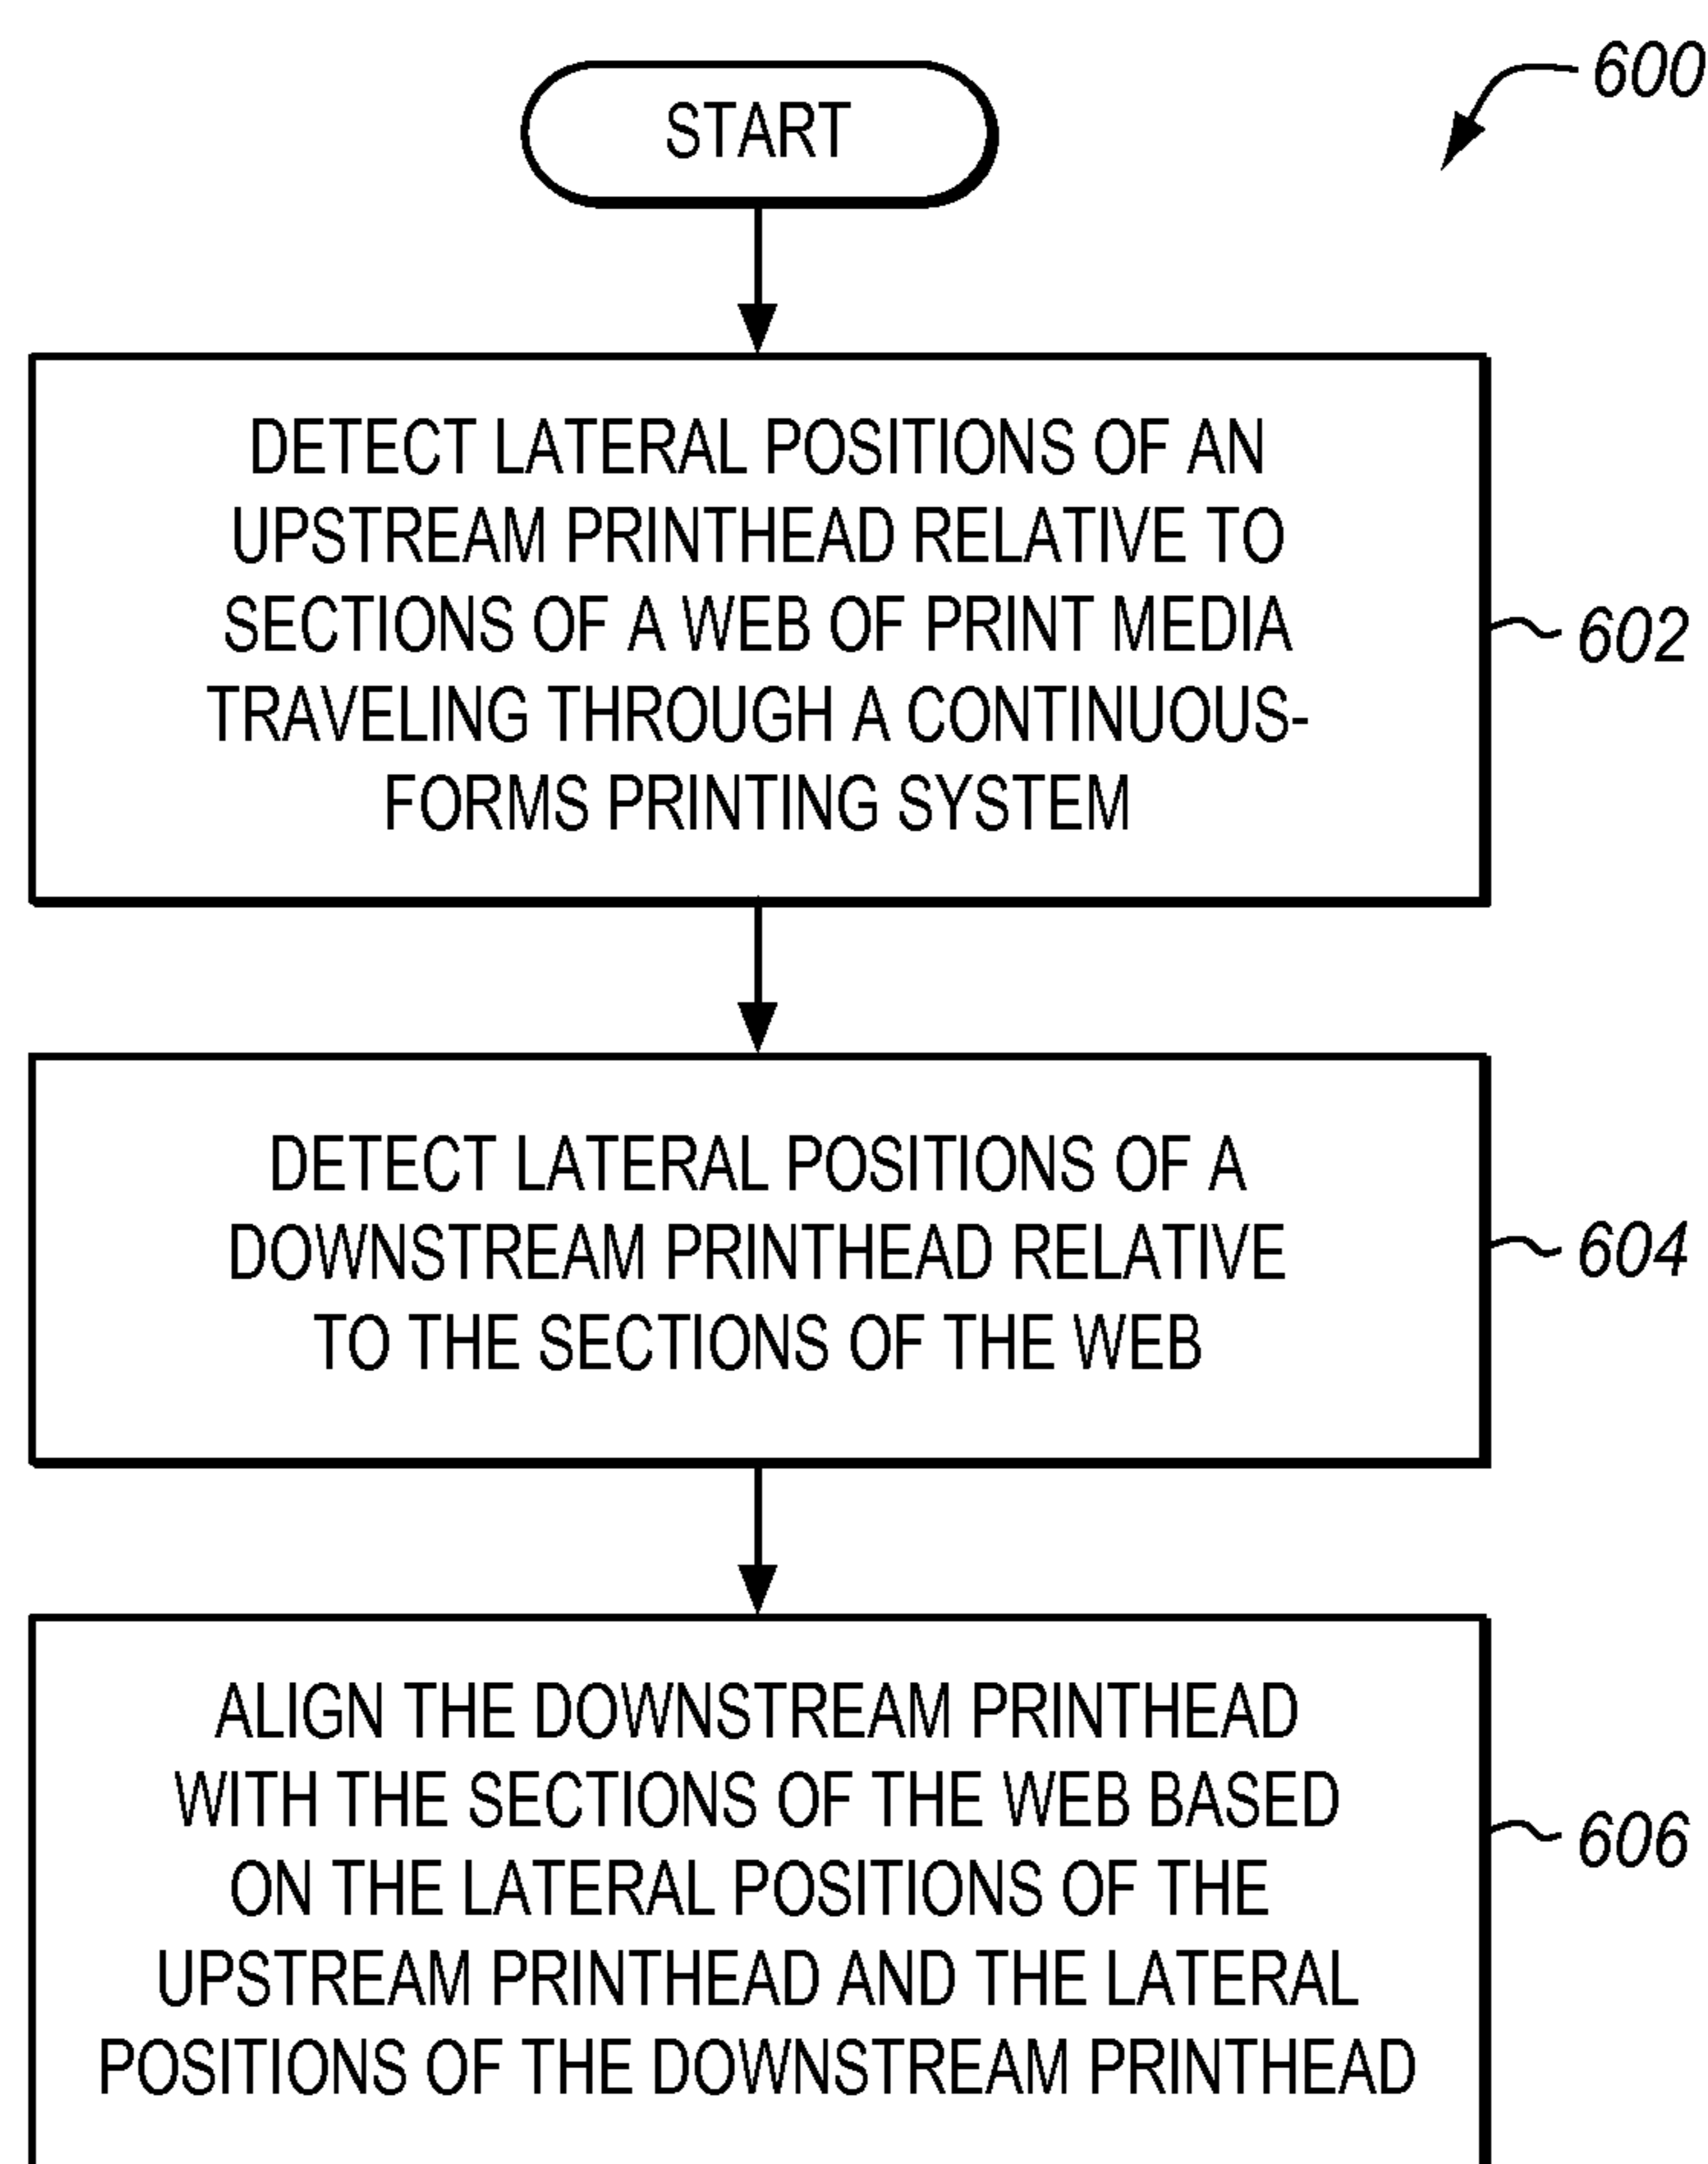 600
START
DETECT LATERAL POSITIONS OF AN
UPSTREAM PRINTHEAD RELATIVE TO
SECTIONS OF A WEB OF PRINT MEDIA
TRAVELING THROUGH A CONTINUOUS-
FORMS PRINTING SYSTEM
602
DETECT LATERAL POSITIONS OF A
DOWNSTREAM PRINTHEAD RELATIVE
TO THE SECTIONS OF THE WEB
604
ALIGN THE DOWNSTREAM PRINTHEAD
WITH THE SECTIONS OF THE WEB BASED
ON THE LATERAL POSITIONS OF THE
UPSTREAM PRINTHEAD AND THE LATERAL
POSITIONS OF THE DOWNSTREAM PRINTHEAD
606